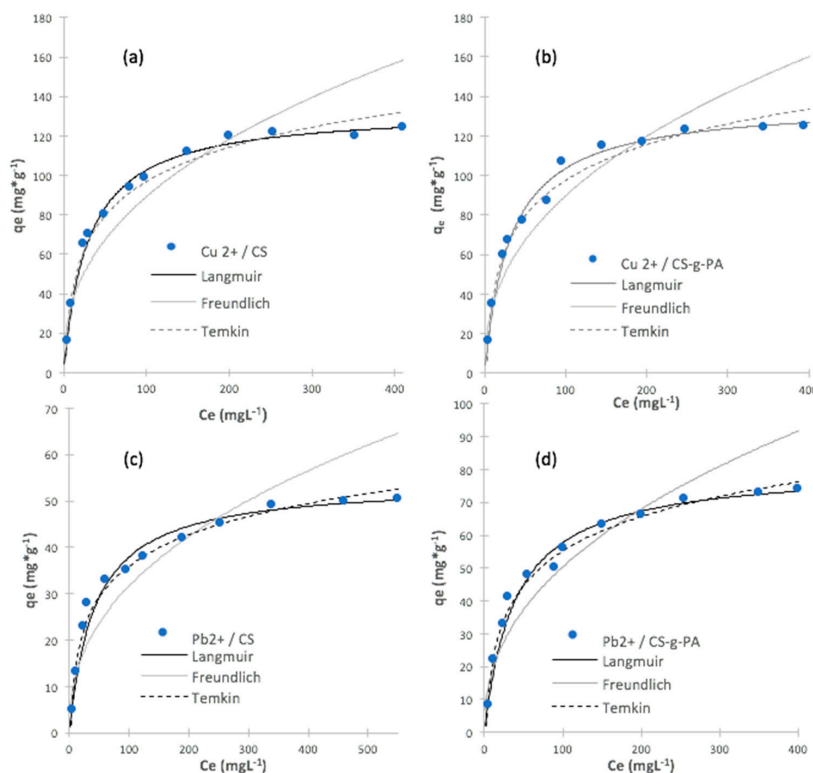 (a)
180
160
140
120
100
80
60
40
20
0
qe (mg*g⁻¹)
Cu 2+ / CS
Langmuir
Freundlich
Temkin
0 100 200 300 400
Ce (mgL⁻¹)
(b)
180
160
140
120
100
80
60
40
20
0
qₑ (mg*g⁻¹)
Cu 2+ / CS-g-PA
Langmuir
Freundlich
Temkin
0 100 200 300 400
Ce (mgL⁻¹)
(c)
70
60
50
40
30
20
10
0
qe (mg*g⁻¹)
Pb2+ / CS
Langmuir
Freundlich
Temkin
0 100 200 300 400 500
Ce (mgL⁻¹)
(d)
100
90
80
70
60
50
40
30
20
10
0
qe (mg*g⁻¹)
Pb2+ / CS-g-PA
Langmuir
Freundlich
Temkin
0 100 200 300 400
Ce (mgL⁻¹)